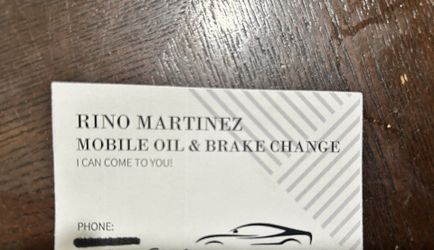 RINO MARTINEZ
MOBILE OIL & BRAKE CHANGE
I CAN COME TO YOU!
PHONE: